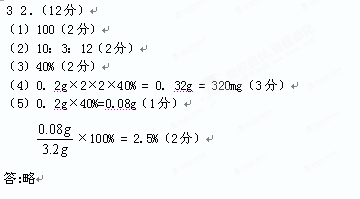 3 2.（12分）
（1）100（2分）
（2）10：3：12（2分）
（3）40%（2分）
（4）0. 2g×2×2×40% = 0. 32g = 320mg（3分）
（5）0. 2g×40%=0.08g（1分）
0.08g
3.2g
×100% = 2.5%（2分）
答:略